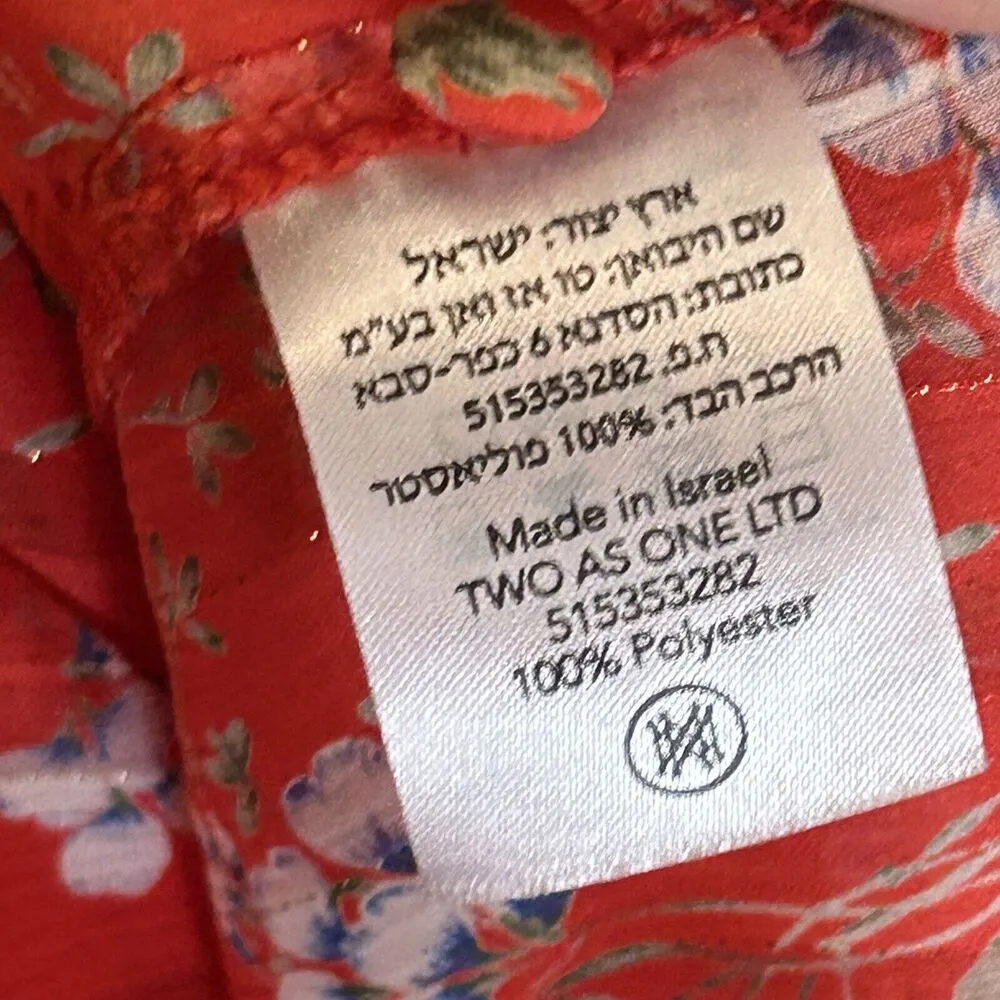 ארץ יצור: ישראל
שם היבואן: טו אז וואן בע"מ
כתובת: הסדנא 6 כפר-סבא
ח.פ. 515353282
הרכב הבד: 100% פוליאסטר
Made in Israel
TWO AS ONE LTD
515353282
100% Polyester